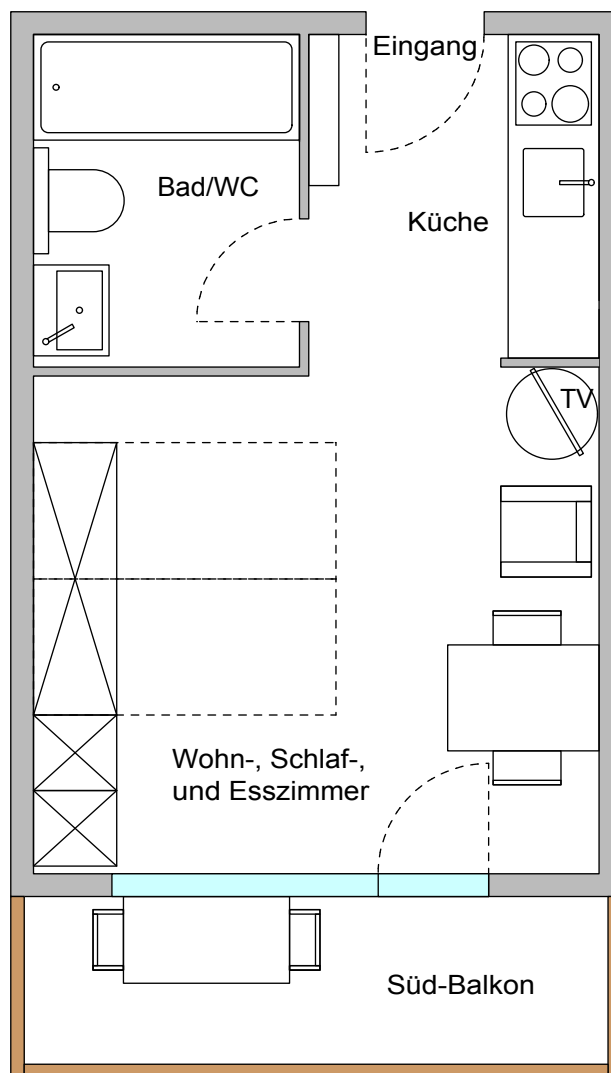 Eingang
Bad/WC
Küche
TV
Wohn-, Schlaf-,
und Esszimmer
Süd-Balkon